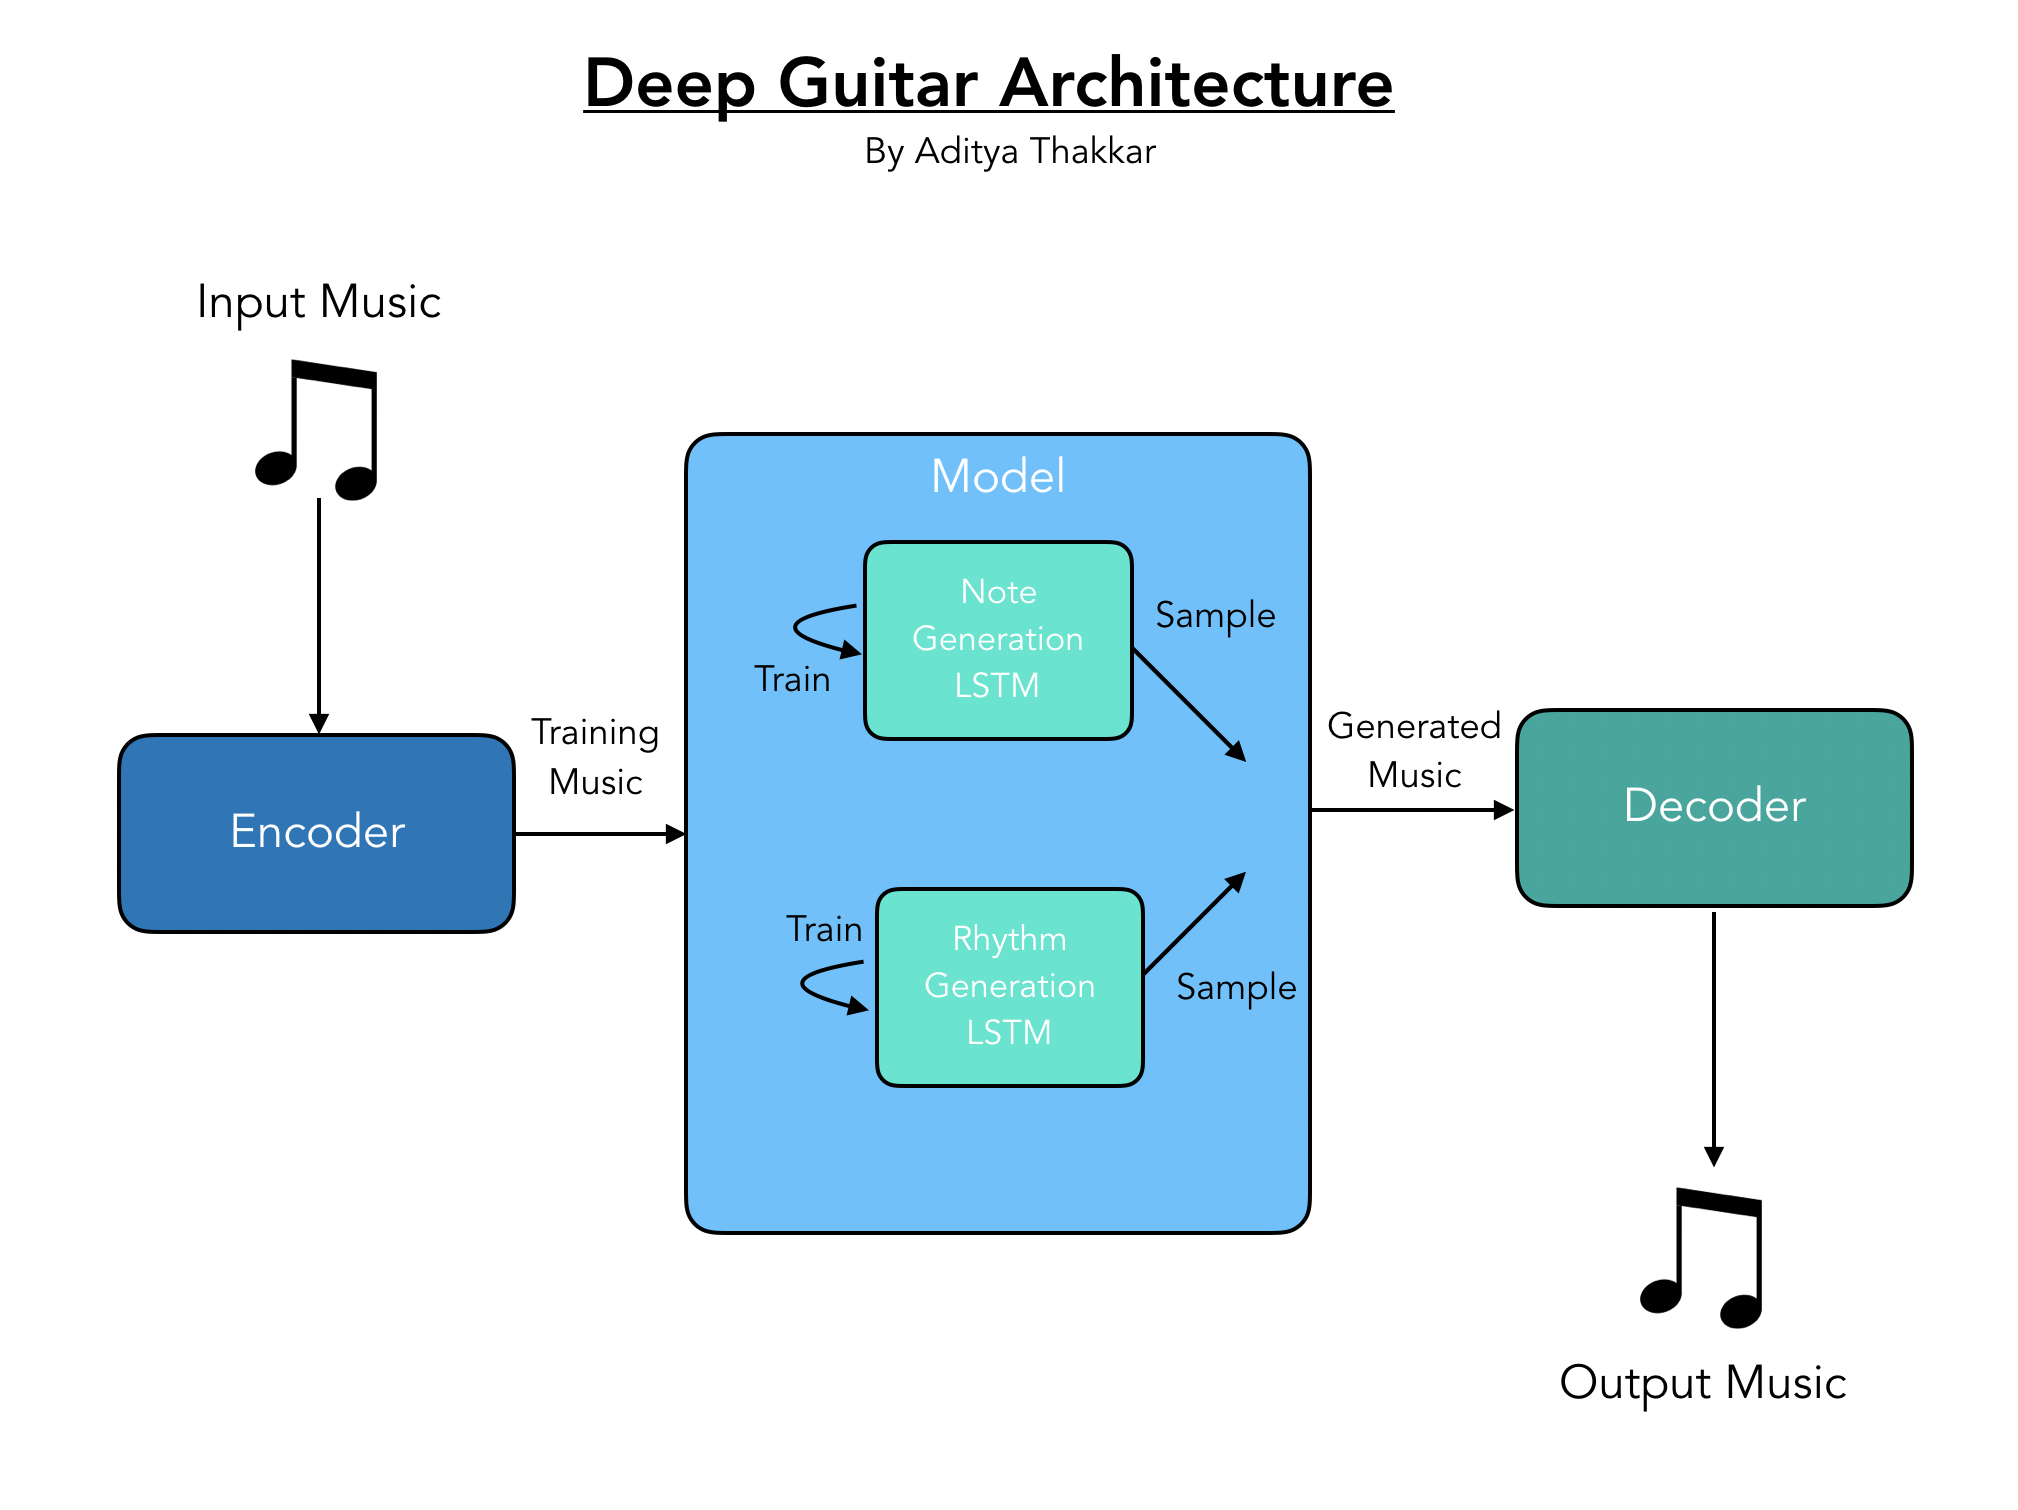 Deep Guitar Architecture
By Aditya Thakkar
Input Music
Encoder
Training
Music
Model
Note
Generation
LSTM
Train
Sample
Rhythm
Generation
LSTM
Train
Sample
Generated
Music
Decoder
Output Music